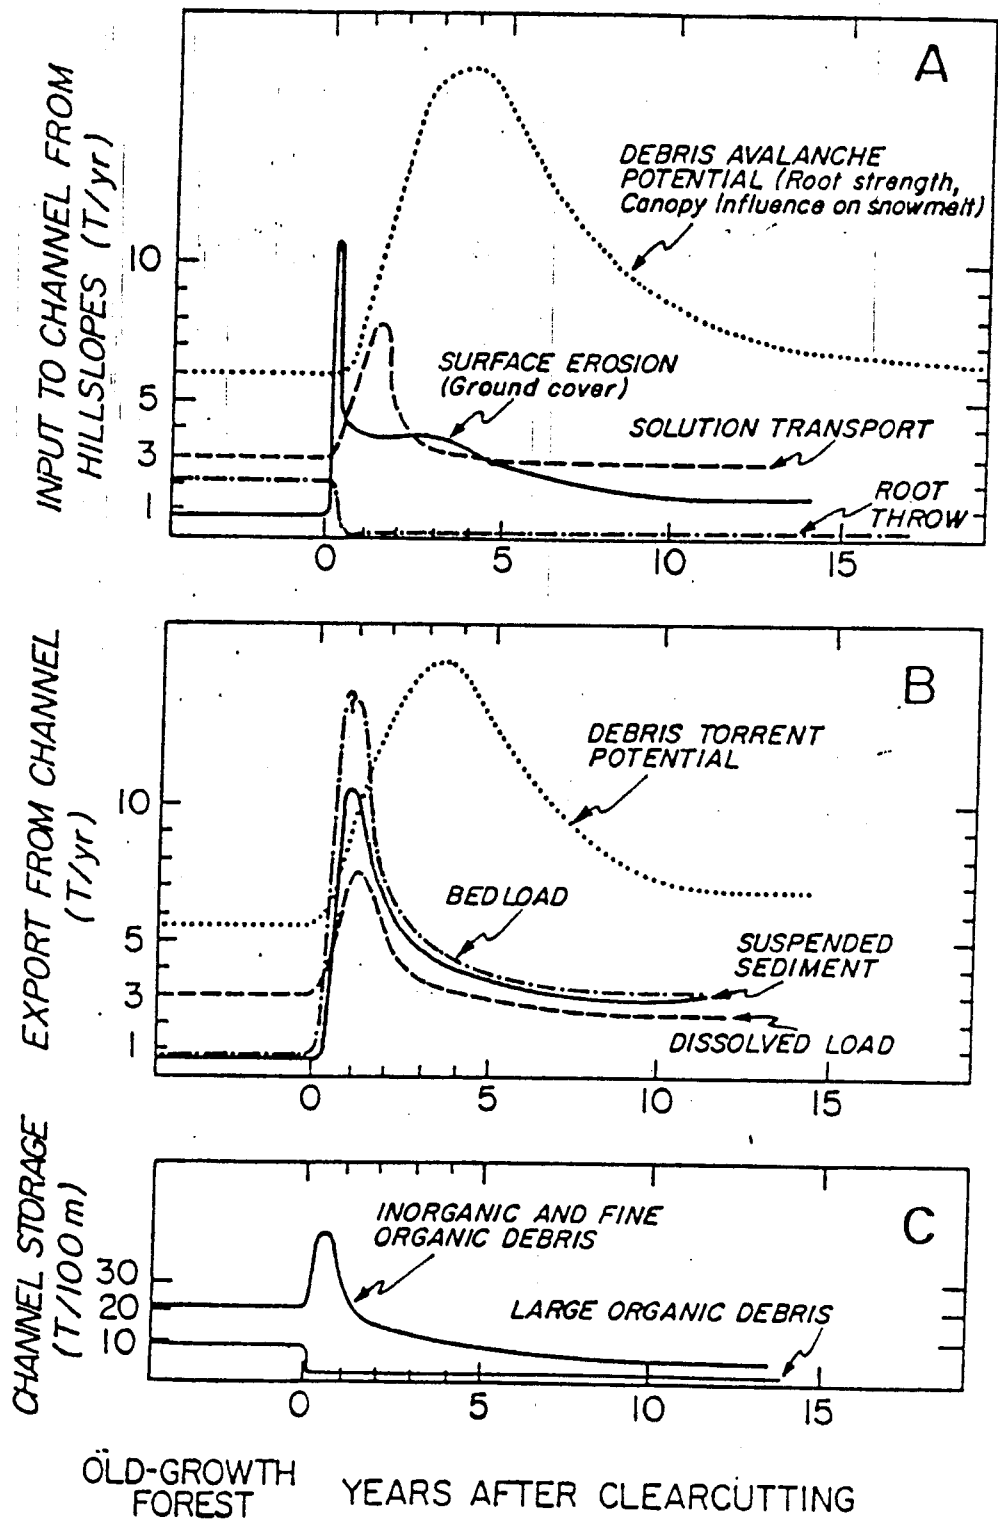 A
INPUT TO CHANNEL FROM
HILLSLOPES (T/yr)
10
5
3
1
DEBRIS AVALANCHE
POTENTIAL (Root strength,
Canopy Influence on snowmelt)
SURFACE EROSION
(Ground cover)
SOLUTION TRANSPORT
ROOT
THROW
0
5
10
15
B
EXPORT FROM CHANNEL
(T/yr)
10
5
3
1
DEBRIS TORRENT
POTENTIAL
BED LOAD
SUSPENDED
SEDIMENT
DISSOLVED LOAD
0
5
10
15
C
CHANNEL STORAGE
(T/100 m)
30
20
10
INORGANIC AND FINE
ORGANIC DEBRIS
LARGE ORGANIC DEBRIS
0
5
10
15
OLD-GROWTH
FOREST
YEARS AFTER CLEARCUTTING